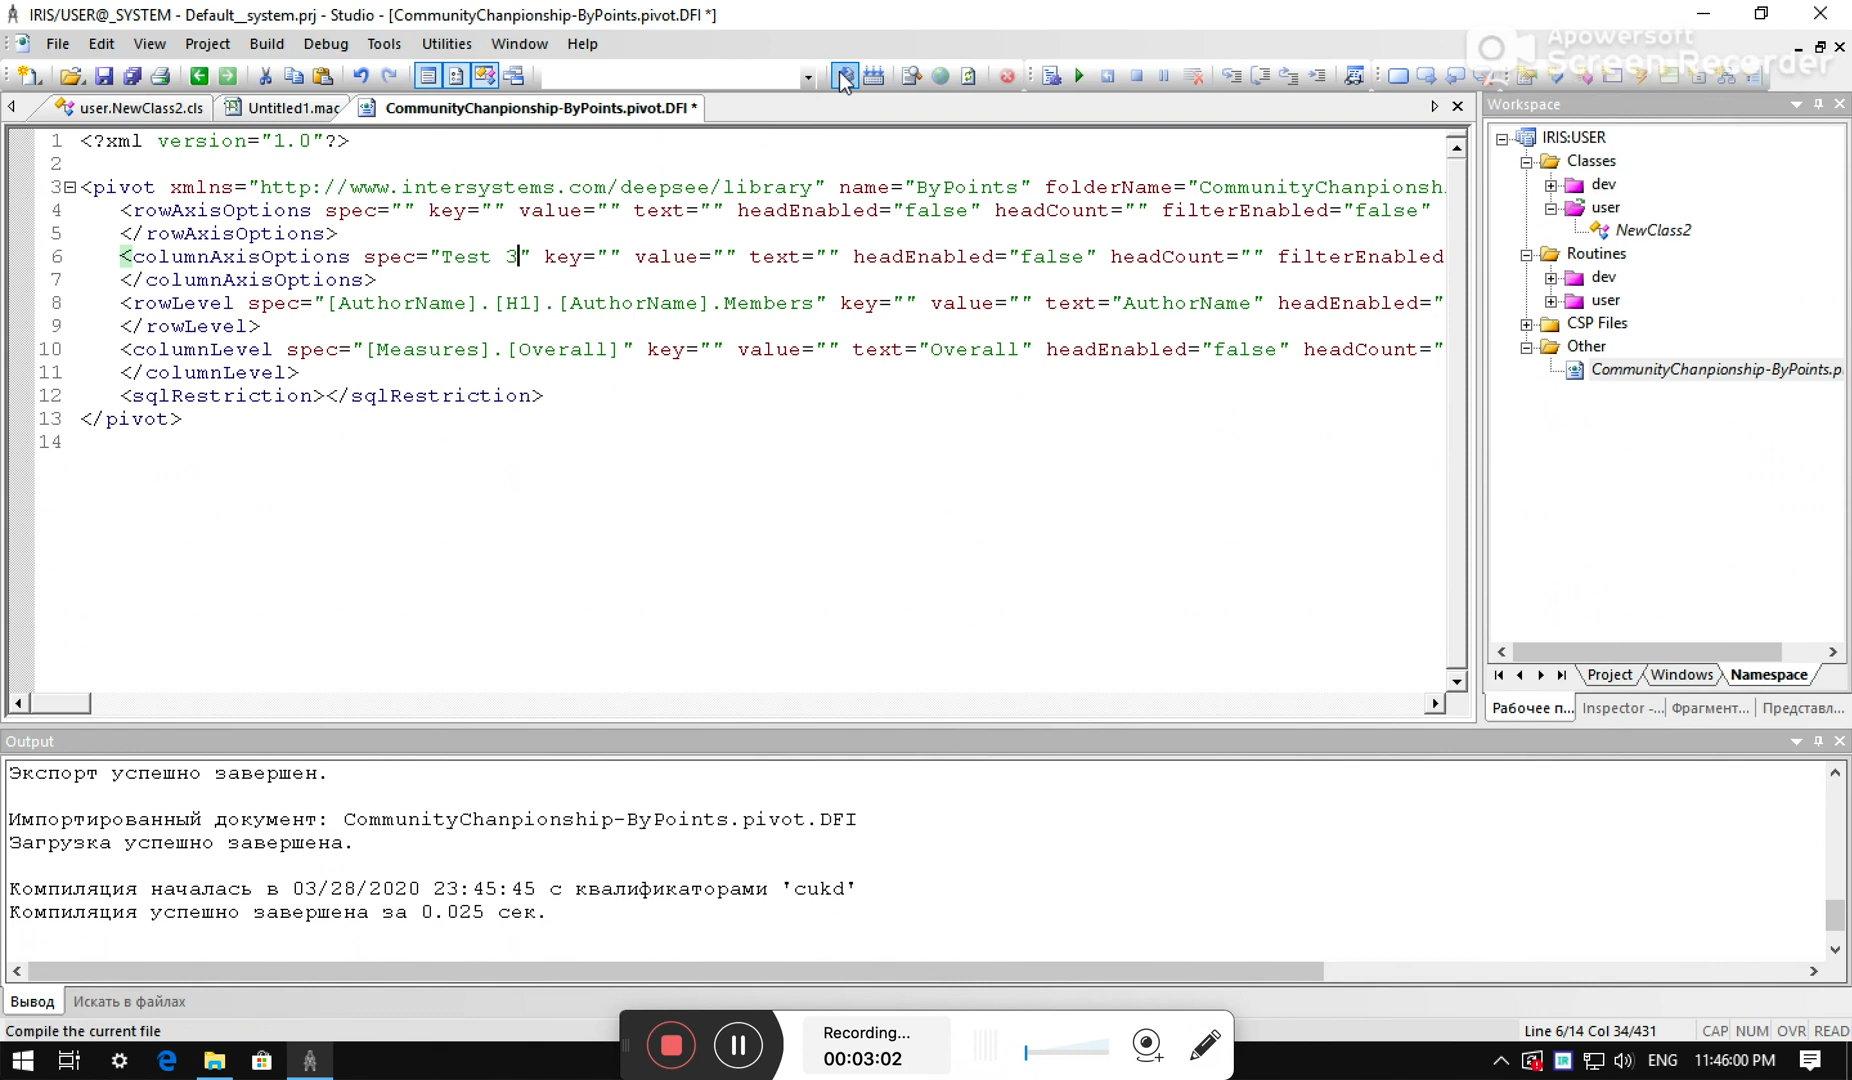 IRIS/USER@_SYSTEM - Default__system.prj - Studio - [CommunityChanpionship-ByPoints.pivot.DFI *]
Apowersoft
Screen Recorder
File Edit View Project Build Debug Tools Utilities Window Help
user.NewClass2.cls Untitled1.mac CommunityChanpionship-ByPoints.pivot.DFI *
1 <?xml version="1.0"?>
2
3 <pivot xmlns="http://www.intersystems.com/deepsee/library" name="ByPoints" folderName="CommunityChanpionsh
4 <rowAxisOptions spec="" key="" value="" text="" headEnabled="false" headCount="" filterEnabled="false"
5 </rowAxisOptions>
6 <columnAxisOptions spec="Test 3" key="" value="" text="" headEnabled="false" headCount="" filterEnabled
7 </columnAxisOptions>
8 <rowLevel spec="[AuthorName].[H1].[AuthorName].Members" key="" value="" text="AuthorName" headEnabled="
9 </rowLevel>
10 <columnLevel spec="[Measures].[Overall]" key="" value="" text="Overall" headEnabled="false" headCount="
11 </columnLevel>
12 <sqlRestriction></sqlRestriction>
13 </pivot>
14
Workspace
IRIS:USER
Classes
dev
user
NewClass2
Routines
dev
user
CSP Files
Other
CommunityChanpionship-ByPoints.p
Project Windows Namespace
Рабочее п... Inspector -... Фрагмент... Представл...
Output
Экспорт успешно завершен.
Импортированный документ: CommunityChanpionship-ByPoints.pivot.DFI
Загрузка успешно завершена.
Компиляция началась в 03/28/2020 23:45:45 с квалификаторами 'cukd'
Компиляция успешно завершена за 0.025 сек.
Вывод Искать в файлах
Compile the current file
Line 6/14 Col 34/431 CAP NUM OVR READ
Recording...
00:03:02
ENG 11:46:00 PM